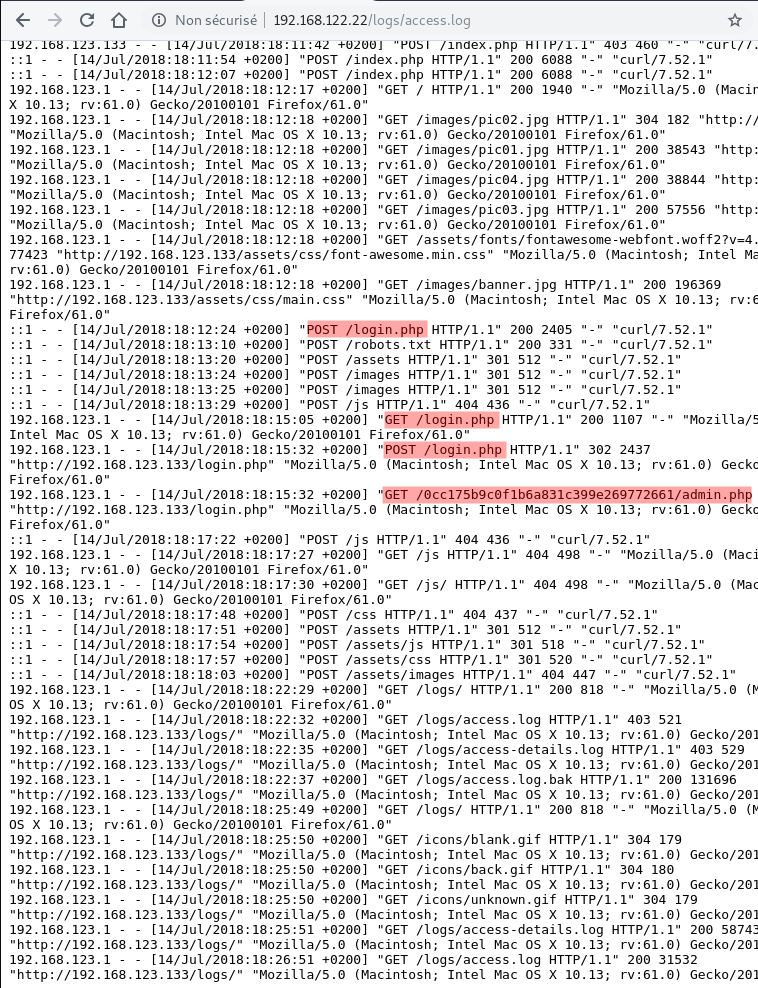 Non sécurisé | 192.168.122.22/logs/access.log
192.168.123.133 - - [14/Jul/2018:18:11:42 +0200] "POST /index.php HTTP/1.1" 403 460 "-" "curl/7.
::1 - - [14/Jul/2018:18:11:54 +0200] "POST /index.php HTTP/1.1" 200 6088 "-" "curl/7.52.1"
::1 - - [14/Jul/2018:18:12:07 +0200] "POST /index.php HTTP/1.1" 200 6088 "-" "curl/7.52.1"
192.168.123.1 - - [14/Jul/2018:18:12:17 +0200] "GET / HTTP/1.1" 200 1940 "-" "Mozilla/5.0 (Macin
X 10.13; rv:61.0) Gecko/20100101 Firefox/61.0"
192.168.123.1 - - [14/Jul/2018:18:12:18 +0200] "GET /images/pic02.jpg HTTP/1.1" 304 182 "http://
"Mozilla/5.0 (Macintosh; Intel Mac OS X 10.13; rv:61.0) Gecko/20100101 Firefox/61.0"
192.168.123.1 - - [14/Jul/2018:18:12:18 +0200] "GET /images/pic01.jpg HTTP/1.1" 200 38543 "http:
"Mozilla/5.0 (Macintosh; Intel Mac OS X 10.13; rv:61.0) Gecko/20100101 Firefox/61.0"
192.168.123.1 - - [14/Jul/2018:18:12:18 +0200] "GET /images/pic04.jpg HTTP/1.1" 200 38844 "http:
"Mozilla/5.0 (Macintosh; Intel Mac OS X 10.13; rv:61.0) Gecko/20100101 Firefox/61.0"
192.168.123.1 - - [14/Jul/2018:18:12:18 +0200] "GET /images/pic03.jpg HTTP/1.1" 200 57556 "http:
"Mozilla/5.0 (Macintosh; Intel Mac OS X 10.13; rv:61.0) Gecko/20100101 Firefox/61.0"
192.168.123.1 - - [14/Jul/2018:18:12:18 +0200] "GET /assets/fonts/fontawesome-webfont.woff2?v=4.
77423 "http://192.168.123.133/assets/css/font-awesome.min.css" "Mozilla/5.0 (Macintosh; Intel Ma
rv:61.0) Gecko/20100101 Firefox/61.0"
192.168.123.1 - - [14/Jul/2018:18:12:18 +0200] "GET /images/banner.jpg HTTP/1.1" 200 196369
"http://192.168.123.133/assets/css/main.css" "Mozilla/5.0 (Macintosh; Intel Mac OS X 10.13; rv:6
Firefox/61.0"
::1 - - [14/Jul/2018:18:12:24 +0200] "POST /login.php HTTP/1.1" 200 2405 "-" "curl/7.52.1"
::1 - - [14/Jul/2018:18:13:10 +0200] "POST /robots.txt HTTP/1.1" 200 331 "-" "curl/7.52.1"
::1 - - [14/Jul/2018:18:13:20 +0200] "POST /assets HTTP/1.1" 301 512 "-" "curl/7.52.1"
::1 - - [14/Jul/2018:18:13:24 +0200] "POST /images HTTP/1.1" 301 512 "-" "curl/7.52.1"
::1 - - [14/Jul/2018:18:13:25 +0200] "POST /images HTTP/1.1" 301 512 "-" "curl/7.52.1"
::1 - - [14/Jul/2018:18:13:29 +0200] "POST /js HTTP/1.1" 404 436 "-" "curl/7.52.1"
192.168.123.1 - - [14/Jul/2018:18:15:05 +0200] "GET /login.php HTTP/1.1" 200 1107 "-" "Mozilla/5
Intel Mac OS X 10.13; rv:61.0) Gecko/20100101 Firefox/61.0"
192.168.123.1 - - [14/Jul/2018:18:15:32 +0200] "POST /login.php HTTP/1.1" 302 2437
"http://192.168.123.133/login.php" "Mozilla/5.0 (Macintosh; Intel Mac OS X 10.13; rv:61.0) Gecko
Firefox/61.0"
192.168.123.1 - - [14/Jul/2018:18:15:32 +0200] "GET /0cc175b9c0f1b6a831c399e269772661/admin.php
"http://192.168.123.133/login.php" "Mozilla/5.0 (Macintosh; Intel Mac OS X 10.13; rv:61.0) Gecko
Firefox/61.0"
::1 - - [14/Jul/2018:18:17:22 +0200] "POST /js HTTP/1.1" 404 436 "-" "curl/7.52.1"
192.168.123.1 - - [14/Jul/2018:18:17:27 +0200] "GET /js HTTP/1.1" 404 498 "-" "Mozilla/5.0 (Maci
X 10.13; rv:61.0) Gecko/20100101 Firefox/61.0"
192.168.123.1 - - [14/Jul/2018:18:17:30 +0200] "GET /js/ HTTP/1.1" 404 498 "-" "Mozilla/5.0 (Mac
OS X 10.13; rv:61.0) Gecko/20100101 Firefox/61.0"
::1 - - [14/Jul/2018:18:17:48 +0200] "POST /css HTTP/1.1" 404 437 "-" "curl/7.52.1"
::1 - - [14/Jul/2018:18:17:51 +0200] "POST /assets HTTP/1.1" 301 512 "-" "curl/7.52.1"
::1 - - [14/Jul/2018:18:17:54 +0200] "POST /assets/js HTTP/1.1" 301 518 "-" "curl/7.52.1"
::1 - - [14/Jul/2018:18:17:57 +0200] "POST /assets/css HTTP/1.1" 301 520 "-" "curl/7.52.1"
::1 - - [14/Jul/2018:18:18:03 +0200] "POST /assets/images HTTP/1.1" 404 447 "-" "curl/7.52.1"
192.168.123.1 - - [14/Jul/2018:18:22:29 +0200] "GET /logs/ HTTP/1.1" 200 818 "-" "Mozilla/5.0 (M
OS X 10.13; rv:61.0) Gecko/20100101 Firefox/61.0"
192.168.123.1 - - [14/Jul/2018:18:22:32 +0200] "GET /logs/access.log HTTP/1.1" 403 521
"http://192.168.123.133/logs/" "Mozilla/5.0 (Macintosh; Intel Mac OS X 10.13; rv:61.0) Gecko/201
192.168.123.1 - - [14/Jul/2018:18:22:35 +0200] "GET /logs/access-details.log HTTP/1.1" 403 529
"http://192.168.123.133/logs/" "Mozilla/5.0 (Macintosh; Intel Mac OS X 10.13; rv:61.0) Gecko/201
192.168.123.1 - - [14/Jul/2018:18:22:37 +0200] "GET /logs/access.log.bak HTTP/1.1" 200 131696
"http://192.168.123.133/logs/" "Mozilla/5.0 (Macintosh; Intel Mac OS X 10.13; rv:61.0) Gecko/201
192.168.123.1 - - [14/Jul/2018:18:25:49 +0200] "GET /logs/ HTTP/1.1" 200 818 "-" "Mozilla/5.0 (M
OS X 10.13; rv:61.0) Gecko/20100101 Firefox/61.0"
192.168.123.1 - - [14/Jul/2018:18:25:50 +0200] "GET /icons/blank.gif HTTP/1.1" 304 179
"http://192.168.123.133/logs/" "Mozilla/5.0 (Macintosh; Intel Mac OS X 10.13; rv:61.0) Gecko/201
192.168.123.1 - - [14/Jul/2018:18:25:50 +0200] "GET /icons/back.gif HTTP/1.1" 304 180
"http://192.168.123.133/logs/" "Mozilla/5.0 (Macintosh; Intel Mac OS X 10.13; rv:61.0) Gecko/201
192.168.123.1 - - [14/Jul/2018:18:25:50 +0200] "GET /icons/unknown.gif HTTP/1.1" 304 179
"http://192.168.123.133/logs/" "Mozilla/5.0 (Macintosh; Intel Mac OS X 10.13; rv:61.0) Gecko/201
192.168.123.1 - - [14/Jul/2018:18:25:51 +0200] "GET /logs/access-details.log HTTP/1.1" 200 58743
"http://192.168.123.133/logs/" "Mozilla/5.0 (Macintosh; Intel Mac OS X 10.13; rv:61.0) Gecko/201
192.168.123.1 - - [14/Jul/2018:18:26:51 +0200] "GET /logs/access.log HTTP/1.1" 200 31532
"http://192.168.123.133/logs/" "Mozilla/5.0 (Macintosh; Intel Mac OS X 10.13; rv:61.0) Gecko/201